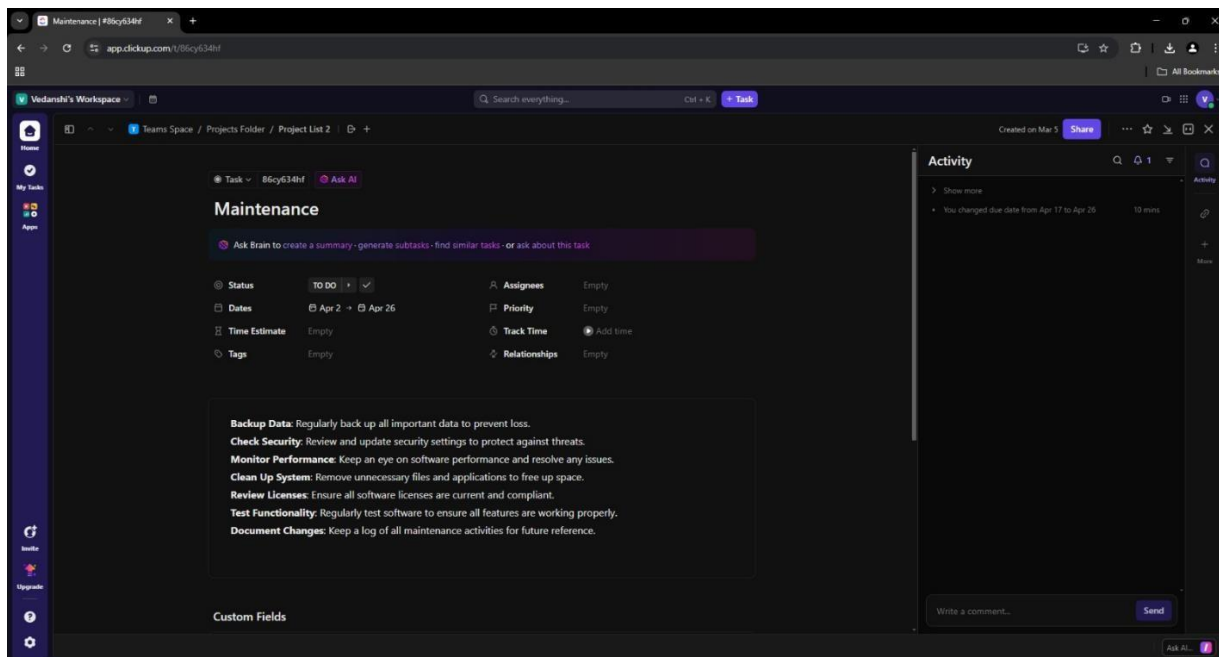 Maintenance | #86cy634hf
app.clickup.com/t/86cy634hf
All Bookmarks
V Vedanshi's Workspace
Search everything... Ctrl + K + Task
V
Home
My Tasks
Apps
Invite
Upgrade
T Teams Space / Projects Folder / Project List 2
Created on Mar 5 Share
Task 86cy634hf Ask AI
Maintenance
Ask Brain to create a summary · generate subtasks · find similar tasks · or ask about this task
Status TO DO Assignees Empty
Dates Apr 2 → Apr 26 Priority Empty
Time Estimate Empty Track Time Add time
Tags Empty Relationships Empty
Backup Data: Regularly back up all important data to prevent loss.
Check Security: Review and update security settings to protect against threats.
Monitor Performance: Keep an eye on software performance and resolve any issues.
Clean Up System: Remove unnecessary files and applications to free up space.
Review Licenses: Ensure all software licenses are current and compliant.
Test Functionality: Regularly test software to ensure all features are working properly.
Document Changes: Keep a log of all maintenance activities for future reference.
Custom Fields
Activity 1
Show more
You changed due date from Apr 17 to Apr 26 10 mins
Write a comment... Send
Activity
More
Ask AI...